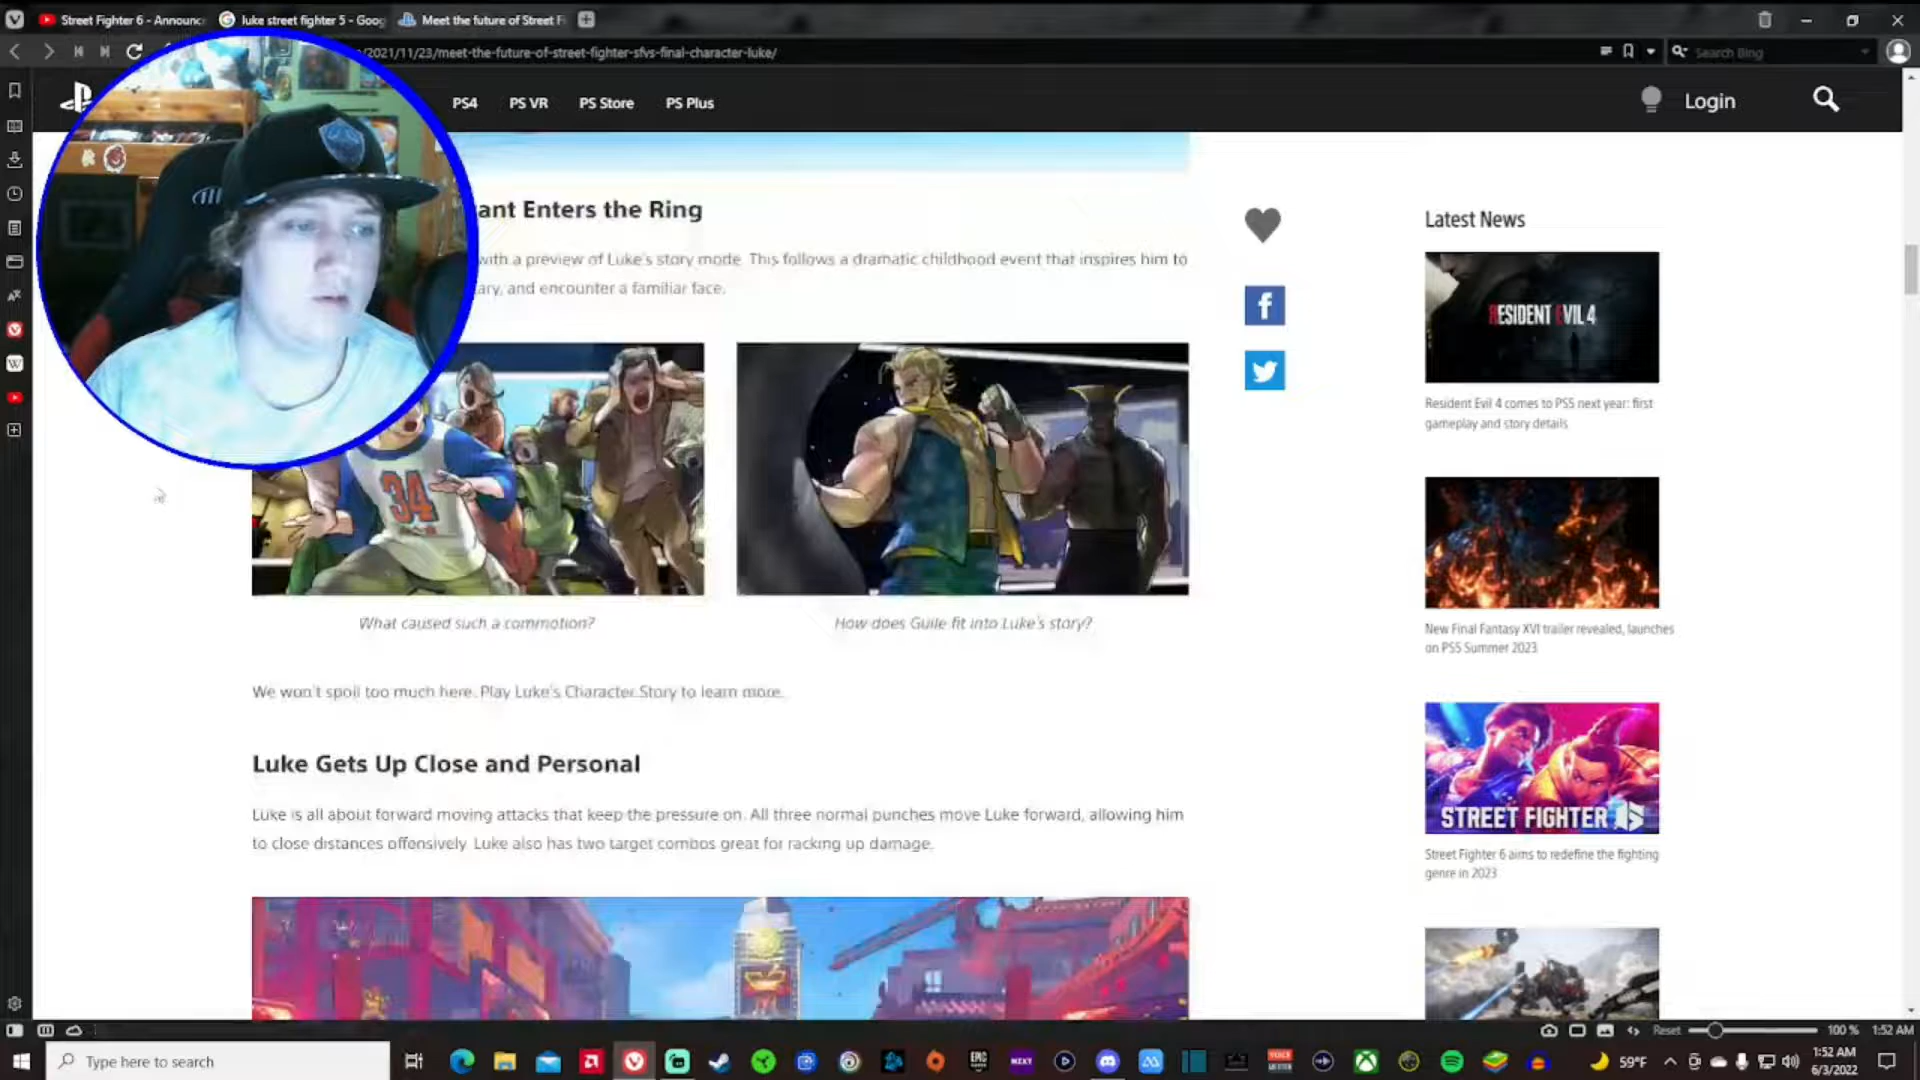 Street Fighter 6 - Announc
luke street fighter 5 - Goog
Meet the future of Street F
/2021/11/23/meet-the-future-of-street-fighter-sfvs-final-character-luke/
Search Bing
PS4
PS VR
PS Store
PS Plus
Login
ant Enters the Ring
with a preview of Luke's story mode. This follows a dramatic childhood event that inspires him to
ary, and encounter a familiar face.
34
What caused such a commotion?
How does Guile fit into Luke's story?
We won't spoil too much here. Play Luke's Character Story to learn more.
Luke Gets Up Close and Personal
Luke is all about forward moving attacks that keep the pressure on. All three normal punches move Luke forward, allowing him
to close distances offensively. Luke also has two target combos great for racking up damage.
Latest News
RESIDENT EVIL 4
Resident Evil 4 comes to PS5 next year: first
gameplay and story details
New Final Fantasy XVI trailer revealed, launches
on PS5 Summer 2023
STREET FIGHTER 6
Street Fighter 6 aims to redefine the fighting
genre in 2023
Reset
100 %
1:52 AM
Type here to search
EPIC
NEXT
59°F
1:52 AM
6/3/2022